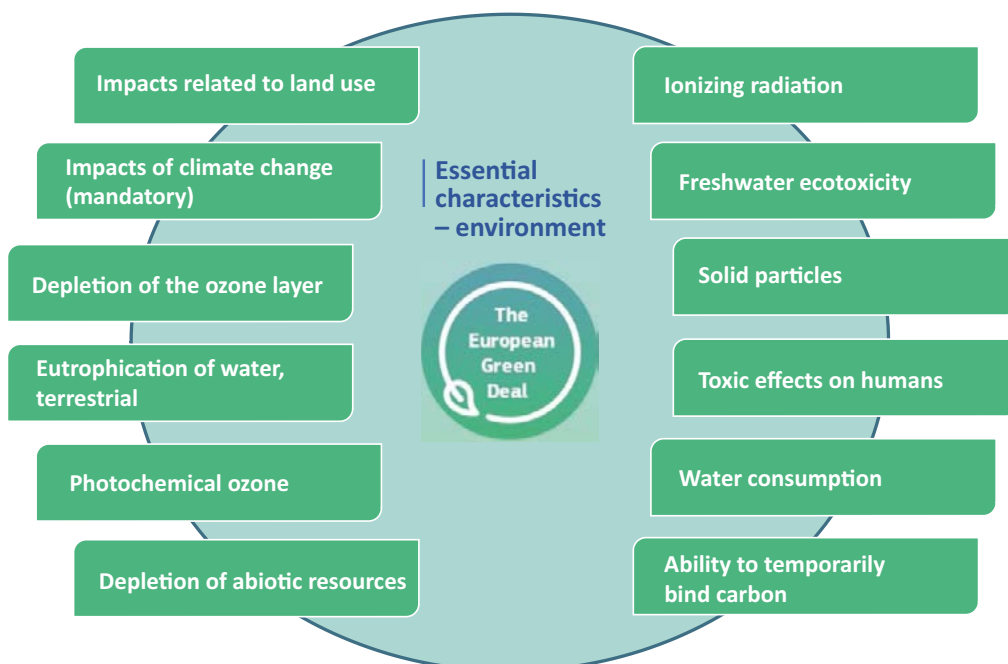 Impacts related to land use
Impacts of climate change
(mandatory)
Depletion of the ozone layer
Eutrophication of water,
terrestrial
Photochemical ozone
Depletion of abiotic resources
Essential
characteristics
– environment
The
European
Green
Deal
Ionizing radiation
Freshwater ecotoxicity
Solid particles
Toxic effects on humans
Water consumption
Ability to temporarily
bind carbon